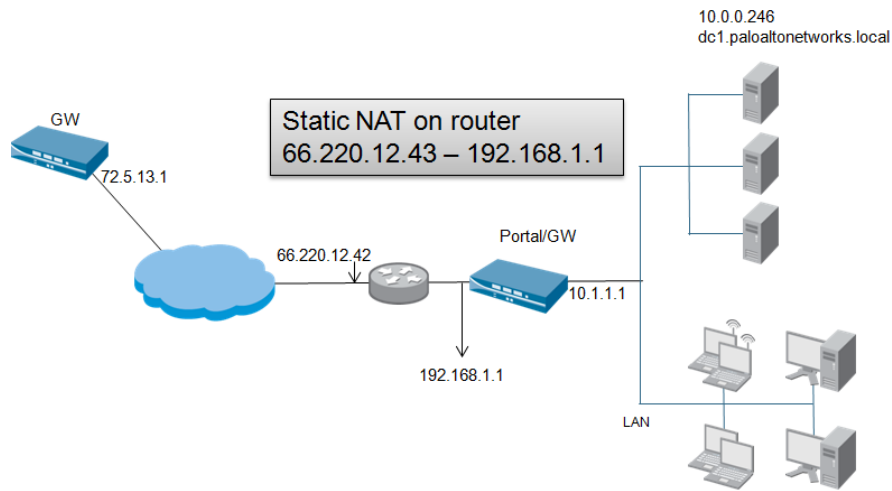 10.0.0.246
dc1.paloaltonetworks.local
GW
72.5.13.1
Static NAT on router
66.220.12.43 – 192.168.1.1
66.220.12.42
Portal/GW
10.1.1.1
192.168.1.1
LAN